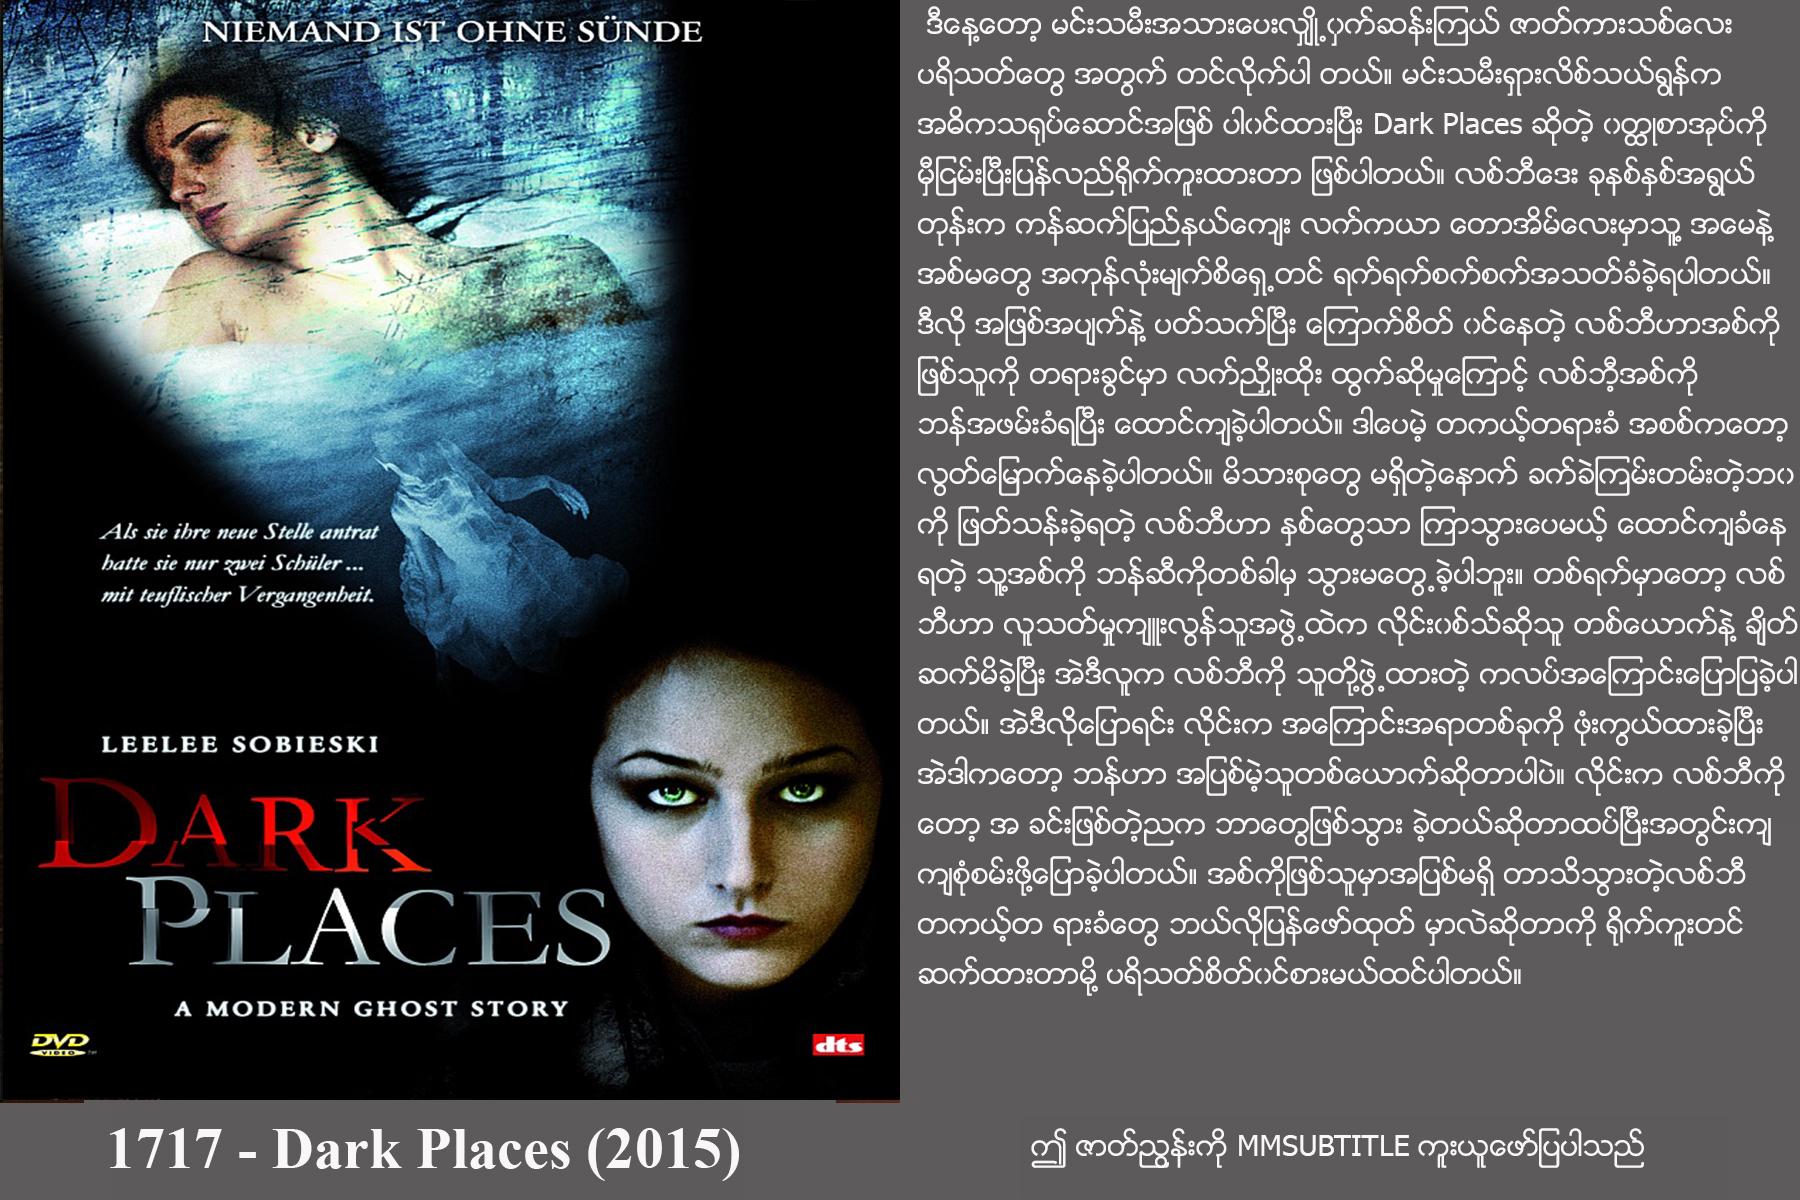 NIEMAND IST OHNE SÜNDE
Als sie ihre neue Stelle antrat
hatte sie nur zwei Schüler ...
mit teuflischer Vergangenheit.
LEELEE SOBIESKI
DARK
PLACES
A MODERN GHOST STORY
DVD
VIDEO
dts
1717 - Dark Places (2015)
ဒီနေ့တော့ မင်းသမီးအသားပေးလျှို့ဝှက်ဆန်းကြယ် ဇာတ်ကားသစ်လေး
ပရိသတ်တွေ အတွက် တင်လိုက်ပါ တယ်။ မင်းသမီးရှားလိစ်သယ်ရွန်က
အဓိကသရုပ်ဆောင်အဖြစ် ပါဝင်ထားပြီး Dark Places ဆိုတဲ့ ဝတ္ထုစာအုပ်ကို
မှီငြမ်းပြီးပြန်လည်ရိုက်ကူးထားတာ ဖြစ်ပါတယ်။ လစ်ဘီဒေး ခုနစ်နှစ်အရွယ်
တုန်းက ကန်ဆက်ပြည်နယ်ကျေး လက်ကယာ တောအိမ်လေးမှာသူ့ အမေနဲ့
အစ်မတွေ အကုန်လုံးမျက်စိရှေ့တင် ရက်ရက်စက်စက်အသတ်ခံခဲ့ရပါတယ်။
ဒီလို အဖြစ်အပျက်နဲ့ ပတ်သက်ပြီး ကြောက်စိတ် ဝင်နေတဲ့ လစ်ဘီဟာအစ်ကို
ဖြစ်သူကို တရားခွင်မှာ လက်ညှိုးထိုး ထွက်ဆိုမှုကြောင့် လစ်ဘီ့အစ်ကို
ဘန်အဖမ်းခံရပြီး ထောင်ကျခဲ့ပါတယ်။ ဒါပေမဲ့ တကယ့်တရားခံ အစစ်ကတော့
လွတ်မြောက်နေခဲ့ပါတယ်။ မိသားစုတွေ မရှိတဲ့နောက် ခက်ခဲကြမ်းတမ်းတဲ့ဘဝ
ကို ဖြတ်သန်းခဲ့ရတဲ့ လစ်ဘီဟာ နှစ်တွေသာ ကြာသွားပေမယ့် ထောင်ကျခံနေ
ရတဲ့ သူ့အစ်ကို ဘန်ဆီကိုတစ်ခါမှ သွားမတွေ့ခဲ့ပါဘူး။ တစ်ရက်မှာတော့ လစ်
ဘီဟာ လူသတ်မှုကျူးလွန်သူအဖွဲ့ထဲက လိုင်းဂစ်သ်ဆိုသူ တစ်ယောက်နဲ့ ချိတ်
ဆက်မိခဲ့ပြီး အဲဒီလူက လစ်ဘီကို သူတို့ဖွဲ့ထားတဲ့ ကလပ်အကြောင်းပြောပြခဲ့ပါ
တယ်။ အဲဒီလိုပြောရင်း လိုင်းက အကြောင်းအရာတစ်ခုကို ဖုံးကွယ်ထားခဲ့ပြီး
အဲဒါကတော့ ဘန်ဟာ အပြစ်မဲ့သူတစ်ယောက်ဆိုတာပါပဲ။ လိုင်းက လစ်ဘီကို
တော့ အ ခင်းဖြစ်တဲ့ညက ဘာတွေဖြစ်သွား ခဲ့တယ်ဆိုတာထပ်ပြီးအတွင်းကျ
ကျစုံစမ်းဖို့ပြောခဲ့ပါတယ်။ အစ်ကိုဖြစ်သူမှာအပြစ်မရှိ တာသိသွားတဲ့လစ်ဘီ
တကယ့်တ ရားခံတွေ ဘယ်လိုပြန်ဖော်ထုတ် မှာလဲဆိုတာကို ရိုက်ကူးတင်
ဆက်ထားတာမို့ ပရိသတ်စိတ်ဝင်စားမယ်ထင်ပါတယ်။
ဤ ဇာတ်ညွှန်းကို MMSUBTITLE ကူးယူဖော်ပြပါသည်